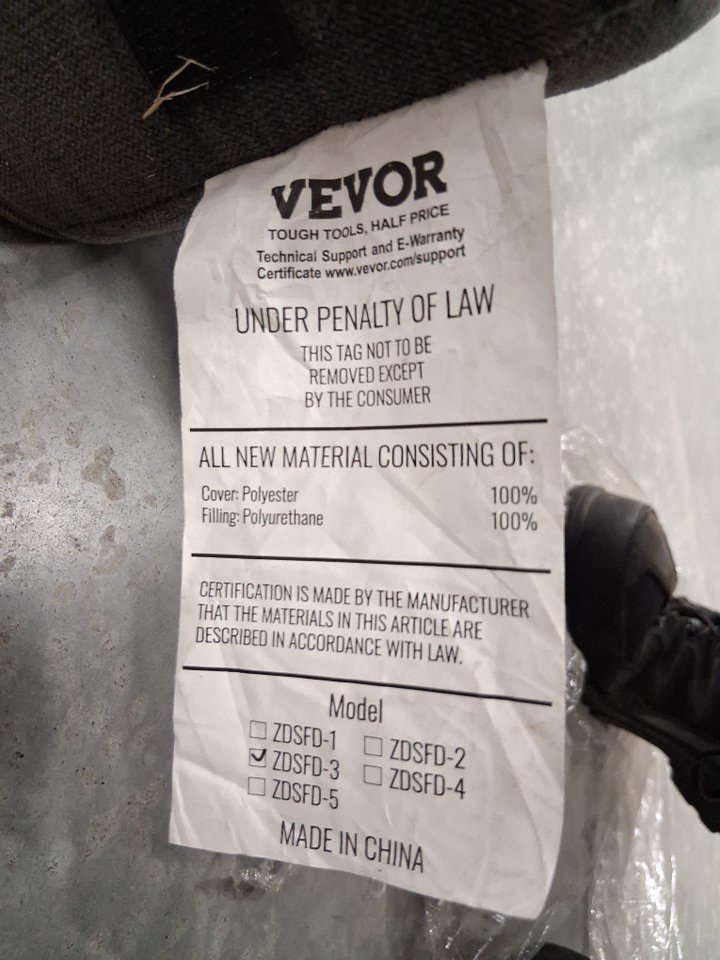 VEVOR
TOUGH TOOLS, HALF PRICE
Technical Support and E-Warranty
Certificate www.vevor.com/support
UNDER PENALTY OF LAW
THIS TAG NOT TO BE
REMOVED EXCEPT
BY THE CONSUMER
ALL NEW MATERIAL CONSISTING OF:
Cover: Polyester 100%
Filling: Polyurethane 100%
CERTIFICATION IS MADE BY THE MANUFACTURER
THAT THE MATERIALS IN THIS ARTICLE ARE
DESCRIBED IN ACCORDANCE WITH LAW.
Model
ZDSFD-1 ZDSFD-2
ZDSFD-3 ZDSFD-4
ZDSFD-5
MADE IN CHINA